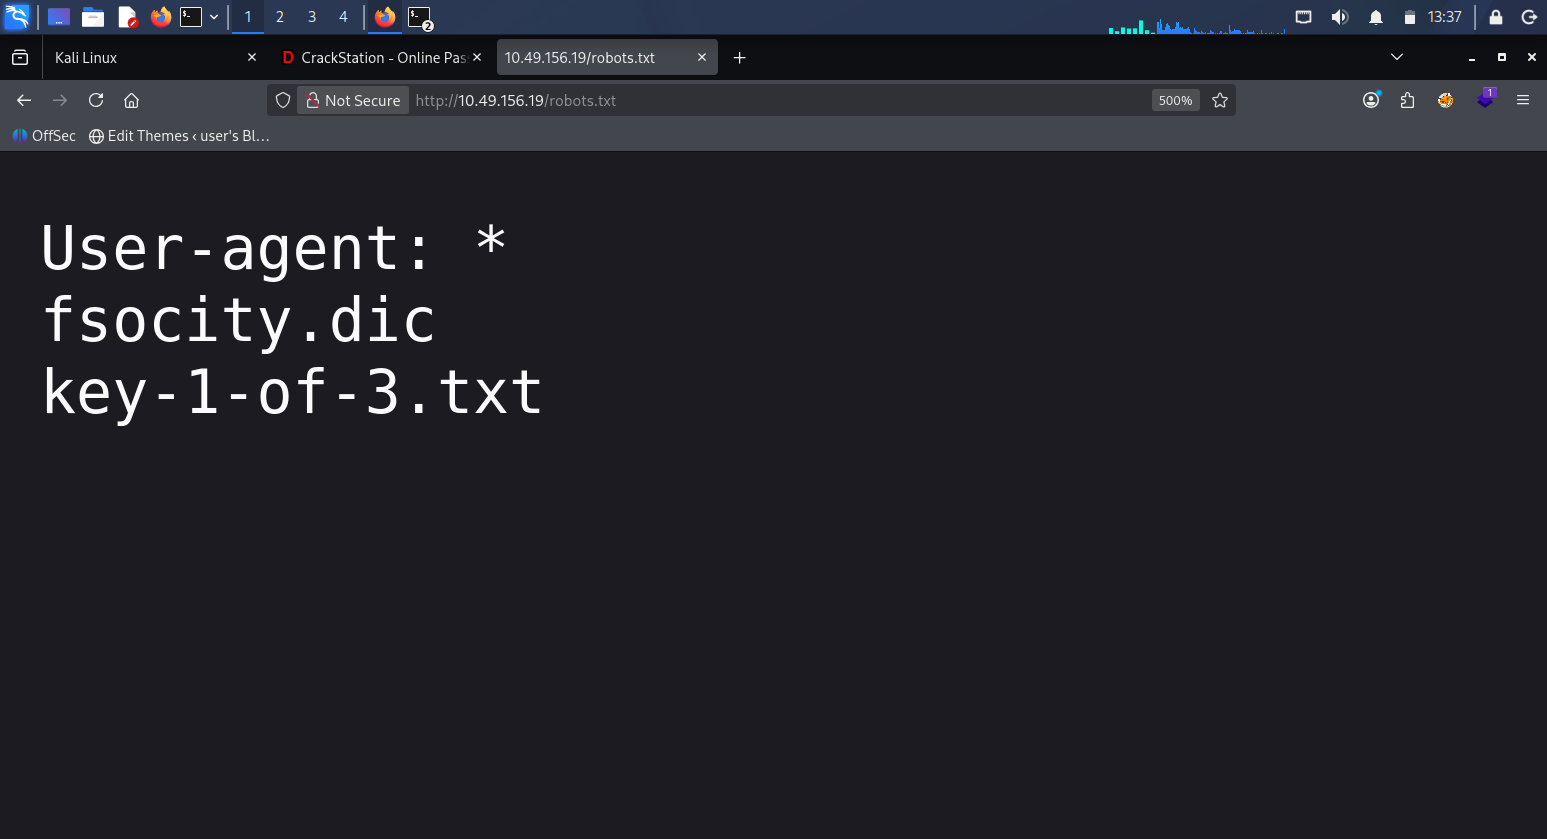 1 2 3 4 2 13:37
Kali Linux CrackStation - Online Pas 10.49.156.19/robots.txt
Not Secure http://10.49.156.19/robots.txt 500% 1
OffSec Edit Themes ‹ user's Bl…
User-agent: *
fsocity.dic
key-1-of-3.txt